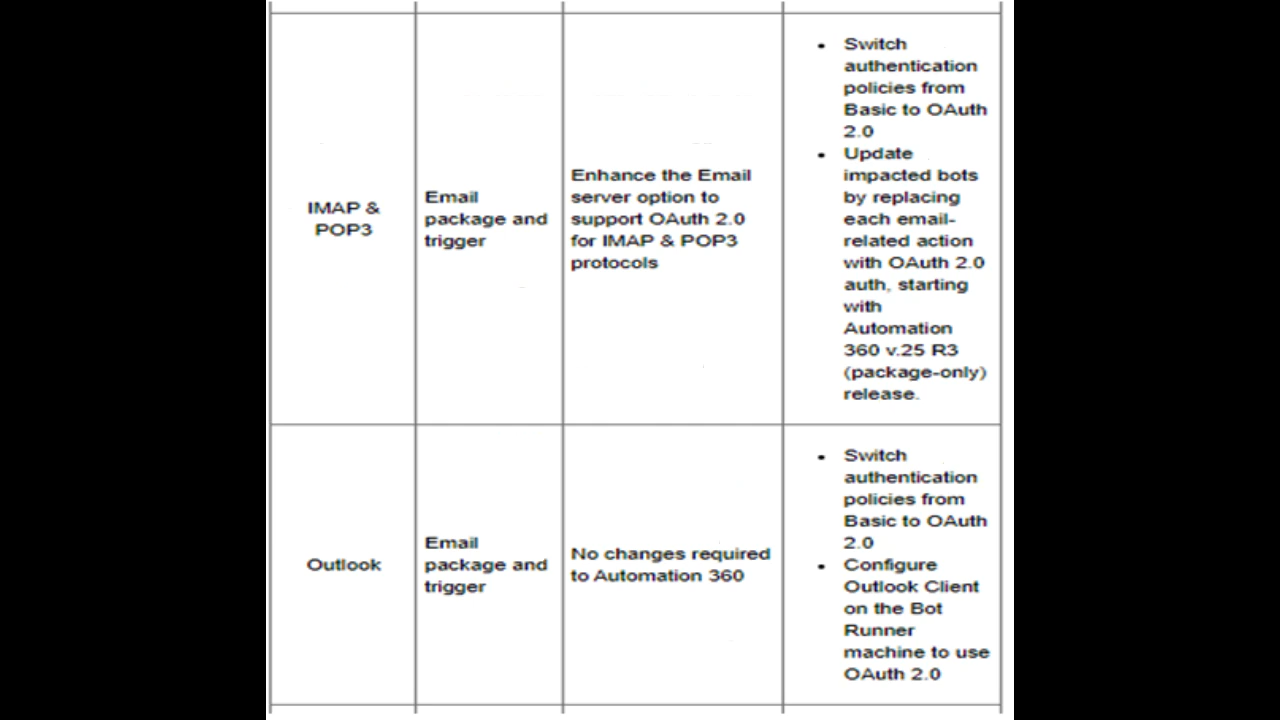 IMAP &
POP3
Email
package and
trigger
Enhance the Email
server option to
support OAuth 2.0
for IMAP & POP3
protocols
• Switch
authentication
policies from
Basic to OAuth
2.0
• Update
impacted bots
by replacing
each email-
related action
with OAuth 2.0
auth, starting
with
Automation
360 v.25 R3
(package-only)
release.
Outlook
Email
package and
trigger
No changes required
to Automation 360
• Switch
authentication
policies from
Basic to OAuth
2.0
• Configure
Outlook Client
on the Bot
Runner
machine to use
OAuth 2.0